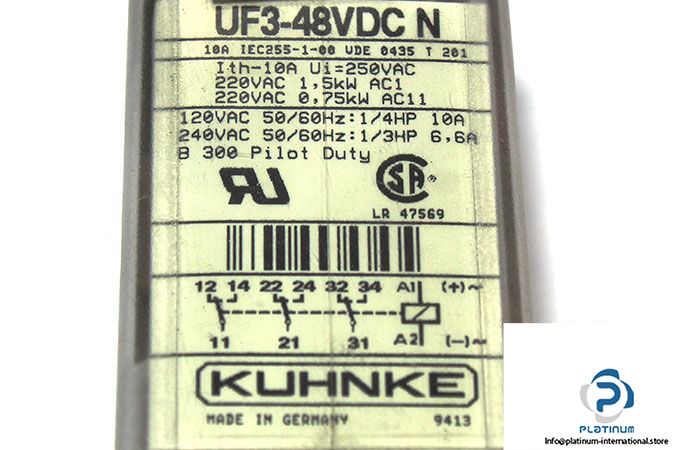 UF3-48VDC N
10A IEC255-1-00 VDE 0435 T 201
Ith-10A Ui=250VAC
220VAC 1,5kW AC1
220VAC 0,75kW AC11
120VAC 50/60Hz:1/4HP 10A
240VAC 50/60Hz:1/3HP 6,6A
B 300 Pilot Duty
RU SA
LR 47569
12 14 22 24 32 34 A1 (+)~
11 21 31 A2 (—)~
KUHNKE
MADE IN GERMANY 9413
PLATINUM
Info@platinum-international.store